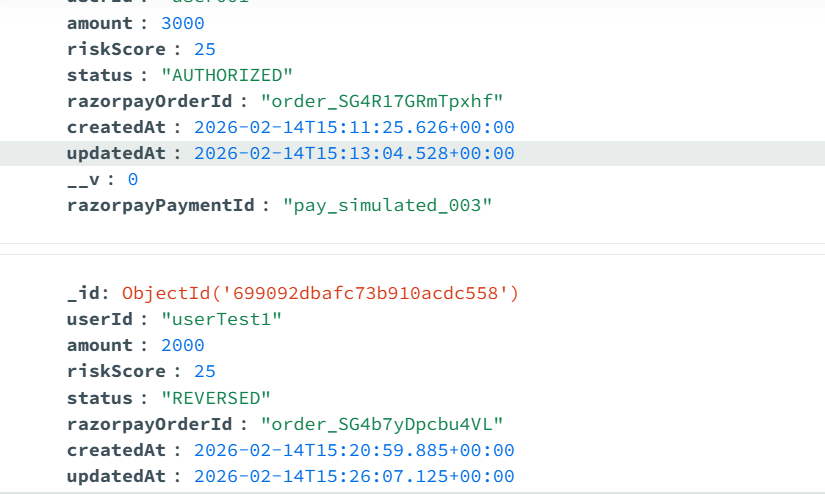 amount : 3000
riskScore : 25
status : "AUTHORIZED"
razorpayOrderId : "order_SG4R17GRmTpxhf"
createdAt : 2026-02-14T15:11:25.626+00:00
updatedAt : 2026-02-14T15:13:04.528+00:00
__v : 0
razorpayPaymentId : "pay_simulated_003"
_id: ObjectId('699092dbafc73b910acdc558')
userId : "userTest1"
amount : 2000
riskScore : 25
status : "REVERSED"
razorpayOrderId : "order_SG4b7yDpcbu4VL"
createdAt : 2026-02-14T15:20:59.885+00:00
updatedAt : 2026-02-14T15:26:07.125+00:00